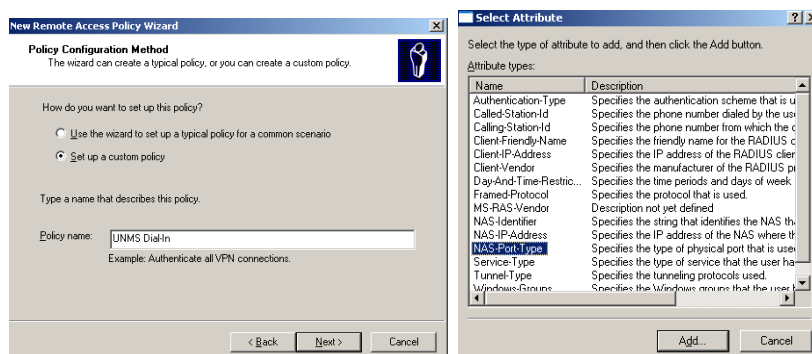 New Remote Access Policy Wizard
Policy Configuration Method
The wizard can create a typical policy, or you can create a custom policy.
How do you want to set up this policy?
Use the wizard to set up a typical policy for a common scenario
Set up a custom policy
Type a name that describes this policy.
Policy name: UNMS Dial-In
Example: Authenticate all VPN connections.
< Back Next > Cancel
Select Attribute
Select the type of attribute to add, and then click the Add button.
Attribute types:
Name Description
Authentication-Type Specifies the authentication scheme that is u
Called-Station-Id Specifies the phone number dialed by the use
Calling-Station-Id Specifies the phone number from which the c
Client-Friendly-Name Specifies the friendly name for the RADIUS c
Client-IP-Address Specifies the IP address of the RADIUS clien
Client-Vendor Specifies the manufacturer of the RADIUS p
Day-And-Time-Restric... Specifies the time periods and days of week
Framed-Protocol Specifies the protocol that is used.
MS-RAS-Vendor Description not yet defined
NAS-Identifier Specifies the string that identifies the NAS th
NAS-IP-Address Specifies the IP address of the NAS where th
NAS-Port-Type Specifies the type of physical port that is use
Service-Type Specifies the type of service that the user ha
Tunnel-Type Specifies the tunneling protocols used.
Windows-Groups Specifies the Windows groups that the user
Add... Cancel